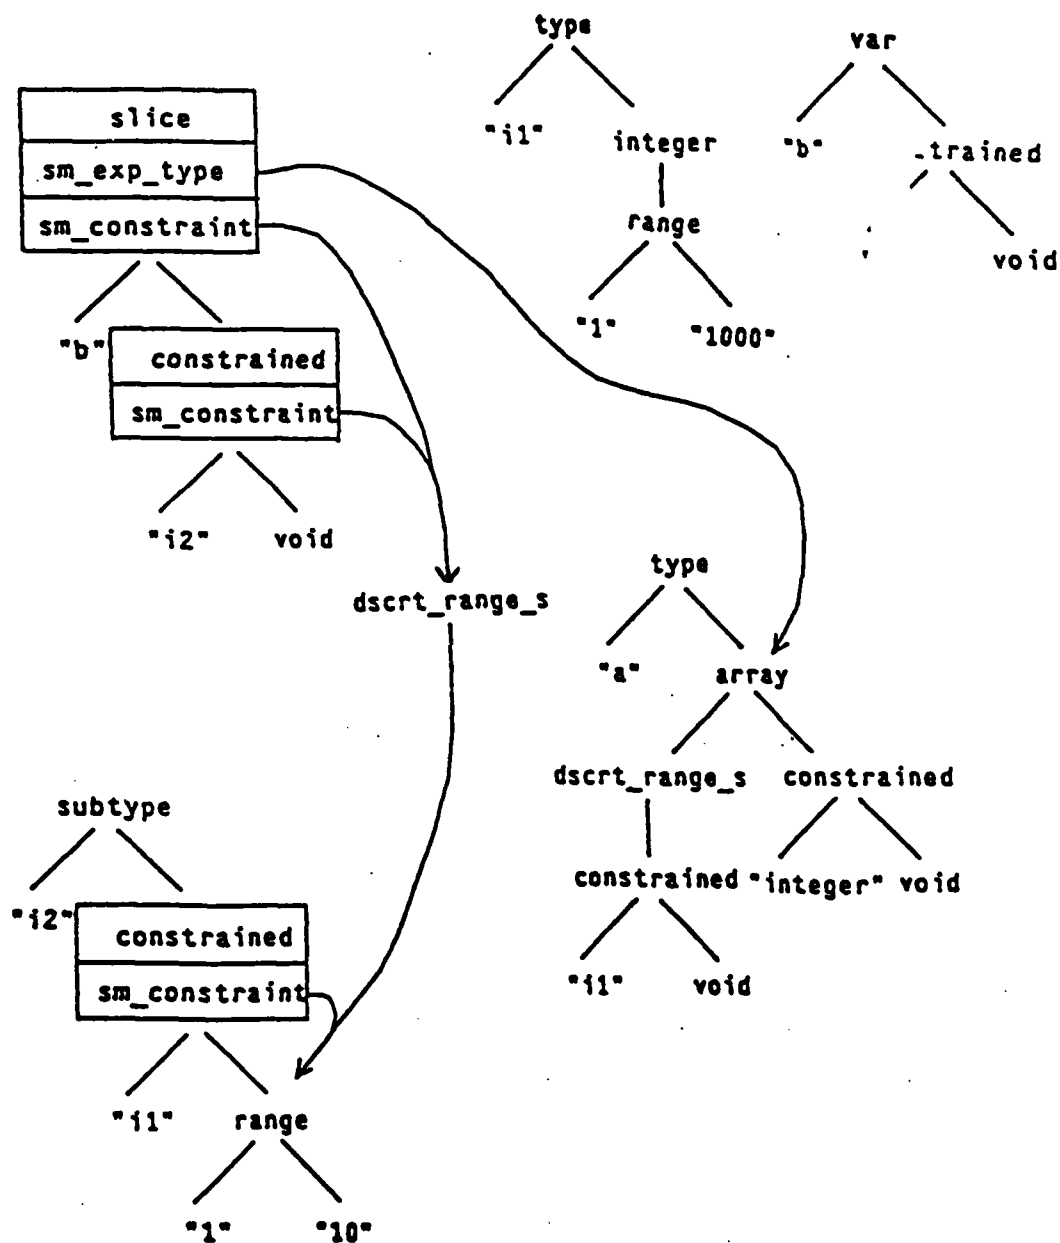 type
var
slice
"i1"
integer
"b"
-trained
sm_exp_type
sm_constraint
range
void
"1"
"1000"
"b"
constrained
sm_constraint
"i2"
void
type
dscrt_range_s
"a"
array
dscrt_range_s
constrained
subtype
constrained
"integer"
void
"i2"
constrained
"i1"
void
sm_constraint
"i1"
range
"1"
"10"